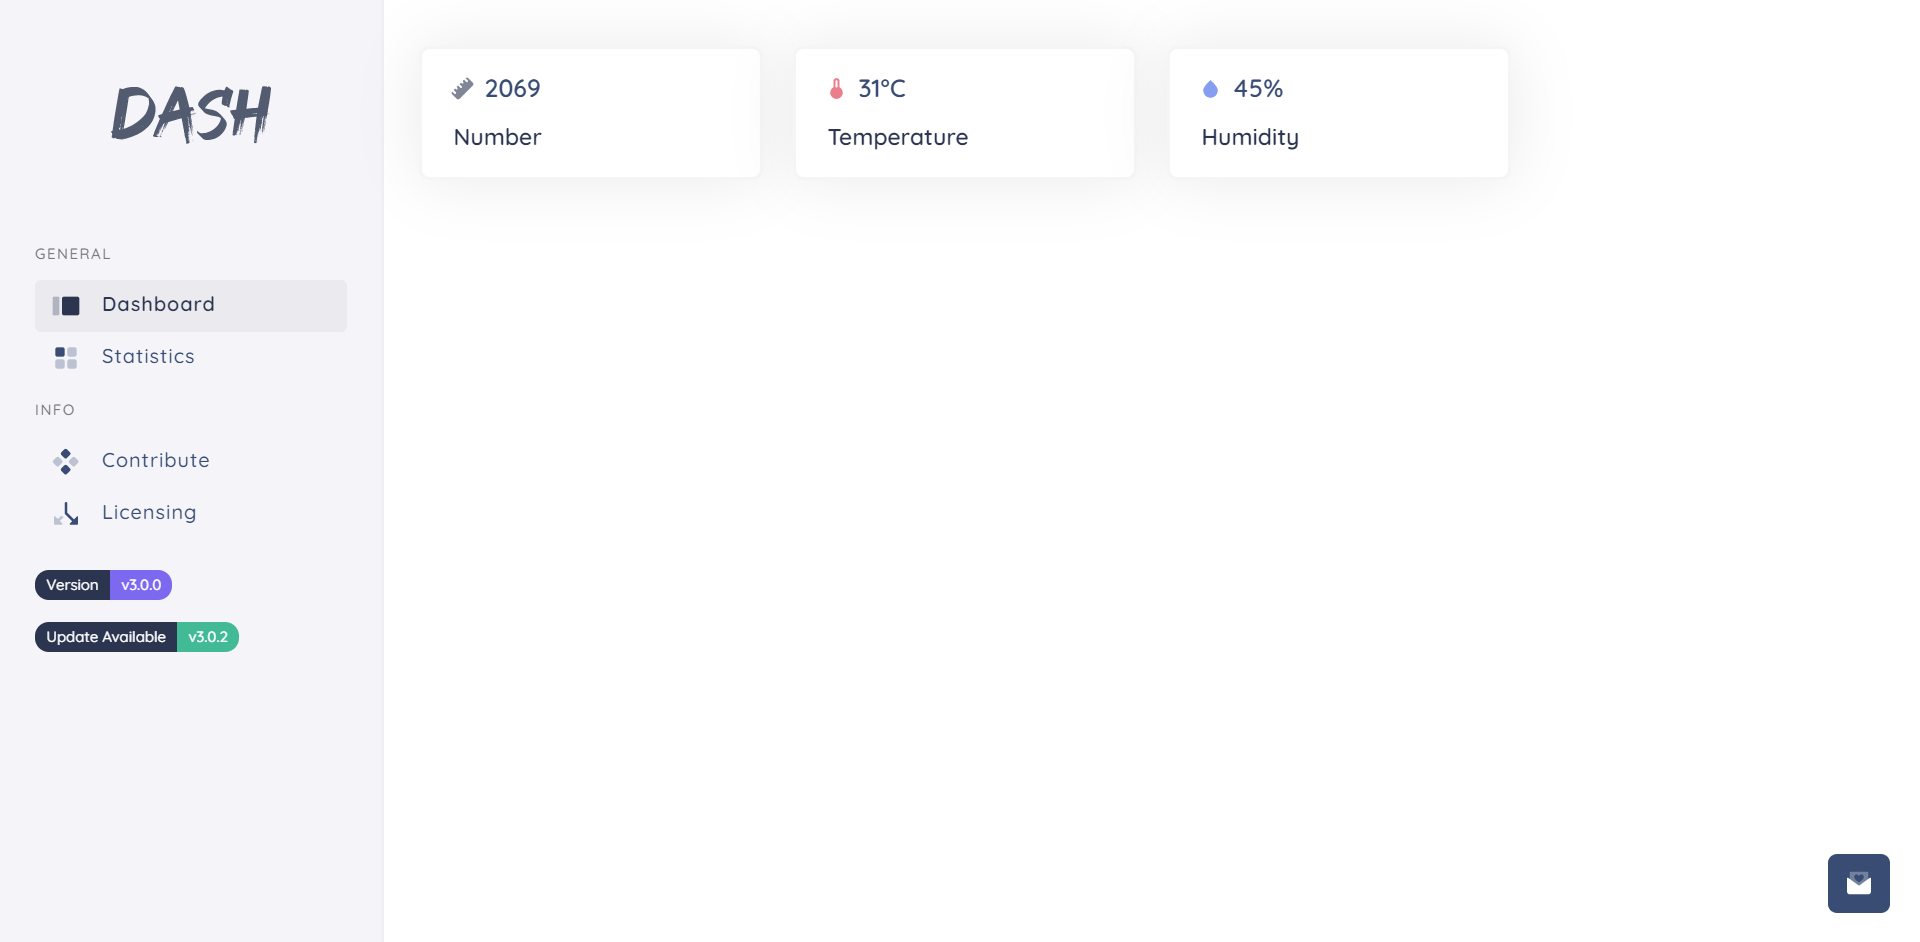 DASH
GENERAL
Dashboard
Statistics
INFO
Contribute
Licensing
Version v3.0.0
Update Available v3.0.2
2069
Number
31°C
Temperature
45%
Humidity